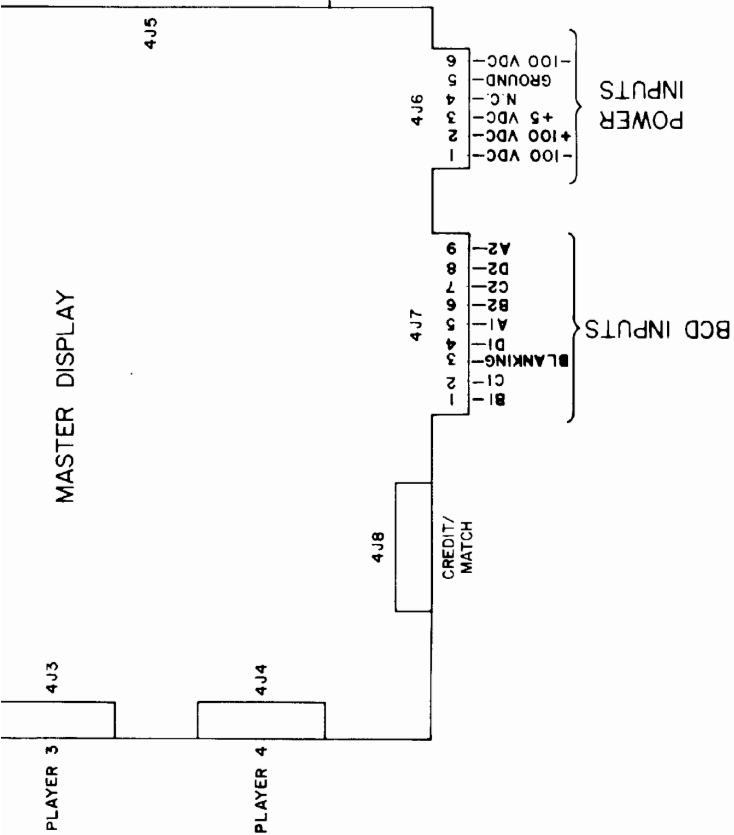 4J5
4J6
-100 VDC- 6
GROUND- 5
N.C.- 4
+5 VDC- 3
+100 VDC- 2
-100 VDC- 1
POWER
INPUTS
MASTER DISPLAY
4J7
A2- 9
D2- 8
C2- 7
B2- 6
A1- 5
D1- 4
BLANKING- 3
C1- 2
B1- 1
BCD INPUTS
4J8
CREDIT/
MATCH
PLAYER 3
4J3
PLAYER 4
4J4